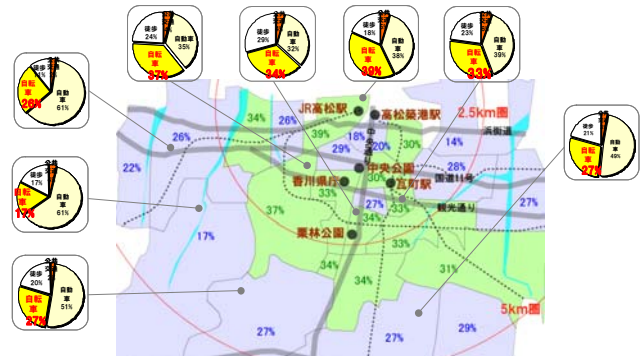 徒歩
24%
自動車
35%
自転
車
37%
徒歩
29%
自動
車
32%
自転
車
34%
徒歩
18%
自動
車
38%
自転
車
39%
徒歩
23%
自動
車
39%
自転
車
33%
徒歩
自動
車
61%
自転
車
26%
徒歩
17%
自動
車
61%
自転
車
17%
徒歩
20%
自動
車
51%
自転
車
27%
徒歩
21%
自動
車
49%
自転
車
27%
JR高松駅
高松築港駅
2.5km圏
浜街道
中央公園
国道11号
香川県庁
瓦町駅
観光通り
栗林公園
5km圏
34%
26%
39%
18%
20%
30%
14%
26%
29%
28%
22%
30%
33%
27%
33%
27%
37%
34%
17%
33%
34%
34%
31%
27%
27%
29%